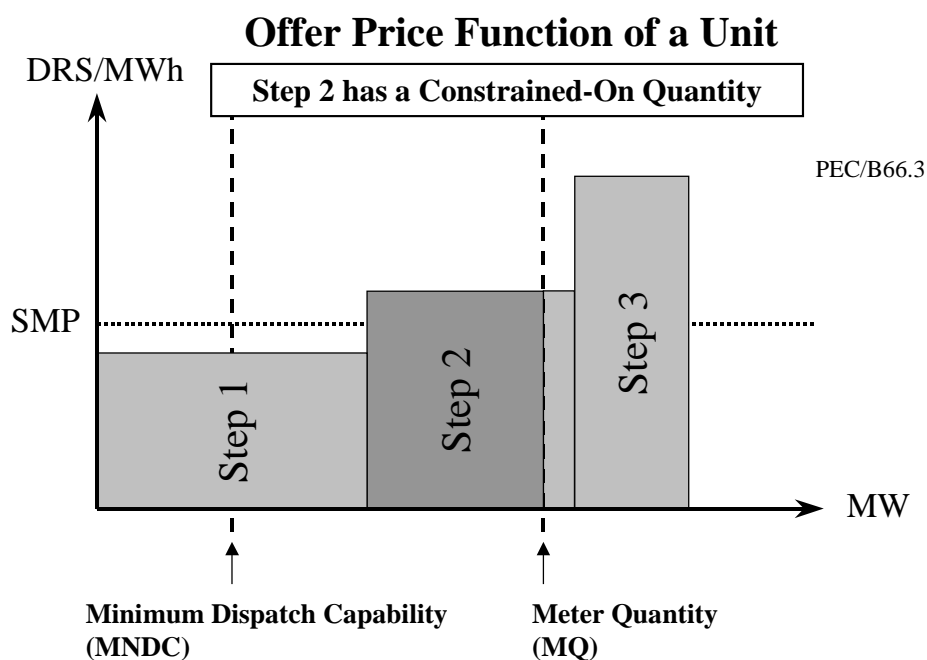 Offer Price Function of a Unit
DRS/MWh
Step 2 has a Constrained-On Quantity
PEC/B66.3
SMP
Step 1
Step 2
Step 3
MW
Minimum Dispatch Capability
(MNDC)
Meter Quantity
(MQ)